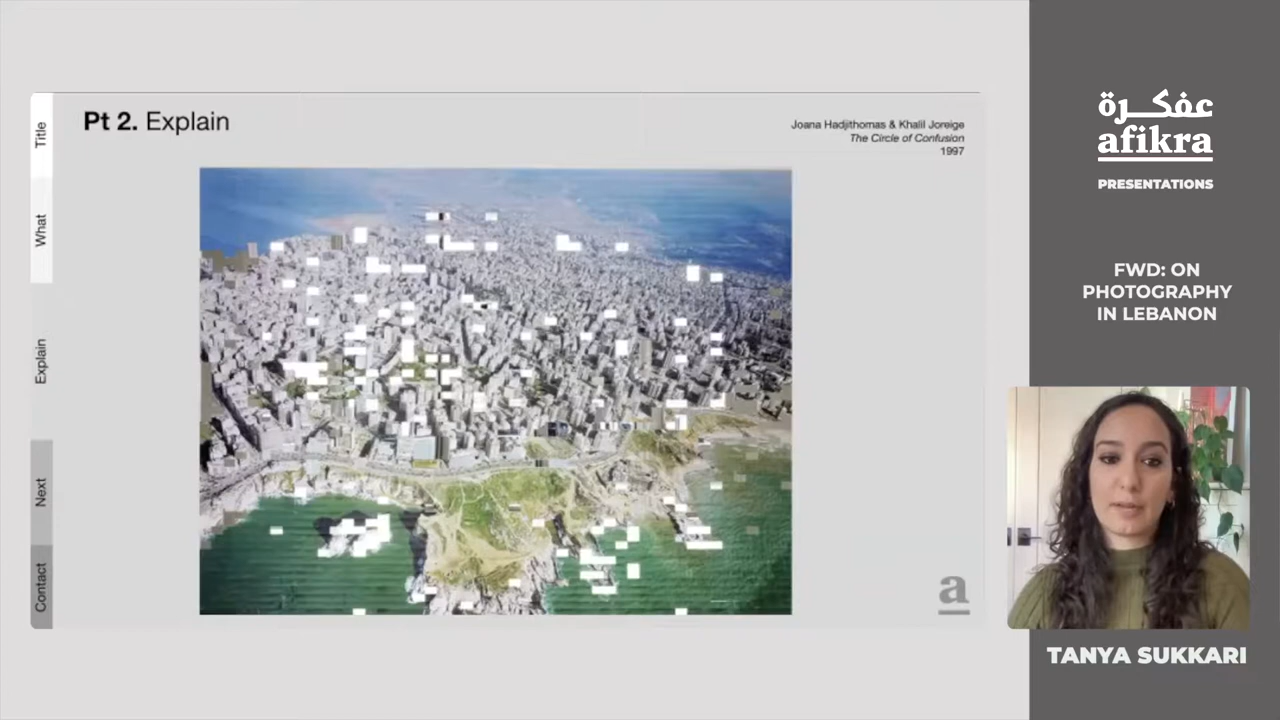 Title
What
Explain
Next
Contact
Pt 2. Explain
Joana Hadjithomas & Khalil Joreige
The Circle of Confusion
1997
a
عفكرة
afikra
PRESENTATIONS
FWD: ON
PHOTOGRAPHY
IN LEBANON
TANYA SUKKARI